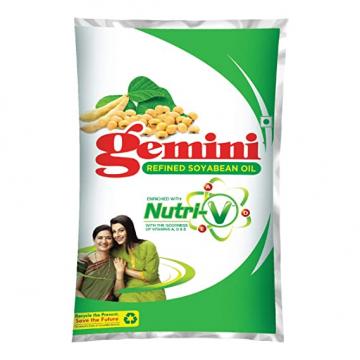 gemini
REFINED SOYABEAN OIL
ENRICHED WITH
Nutri-V
A
D
E
WITH THE GOODNESS
OF VITAMINS A, D & E
Recycle the Present,
Save the Future